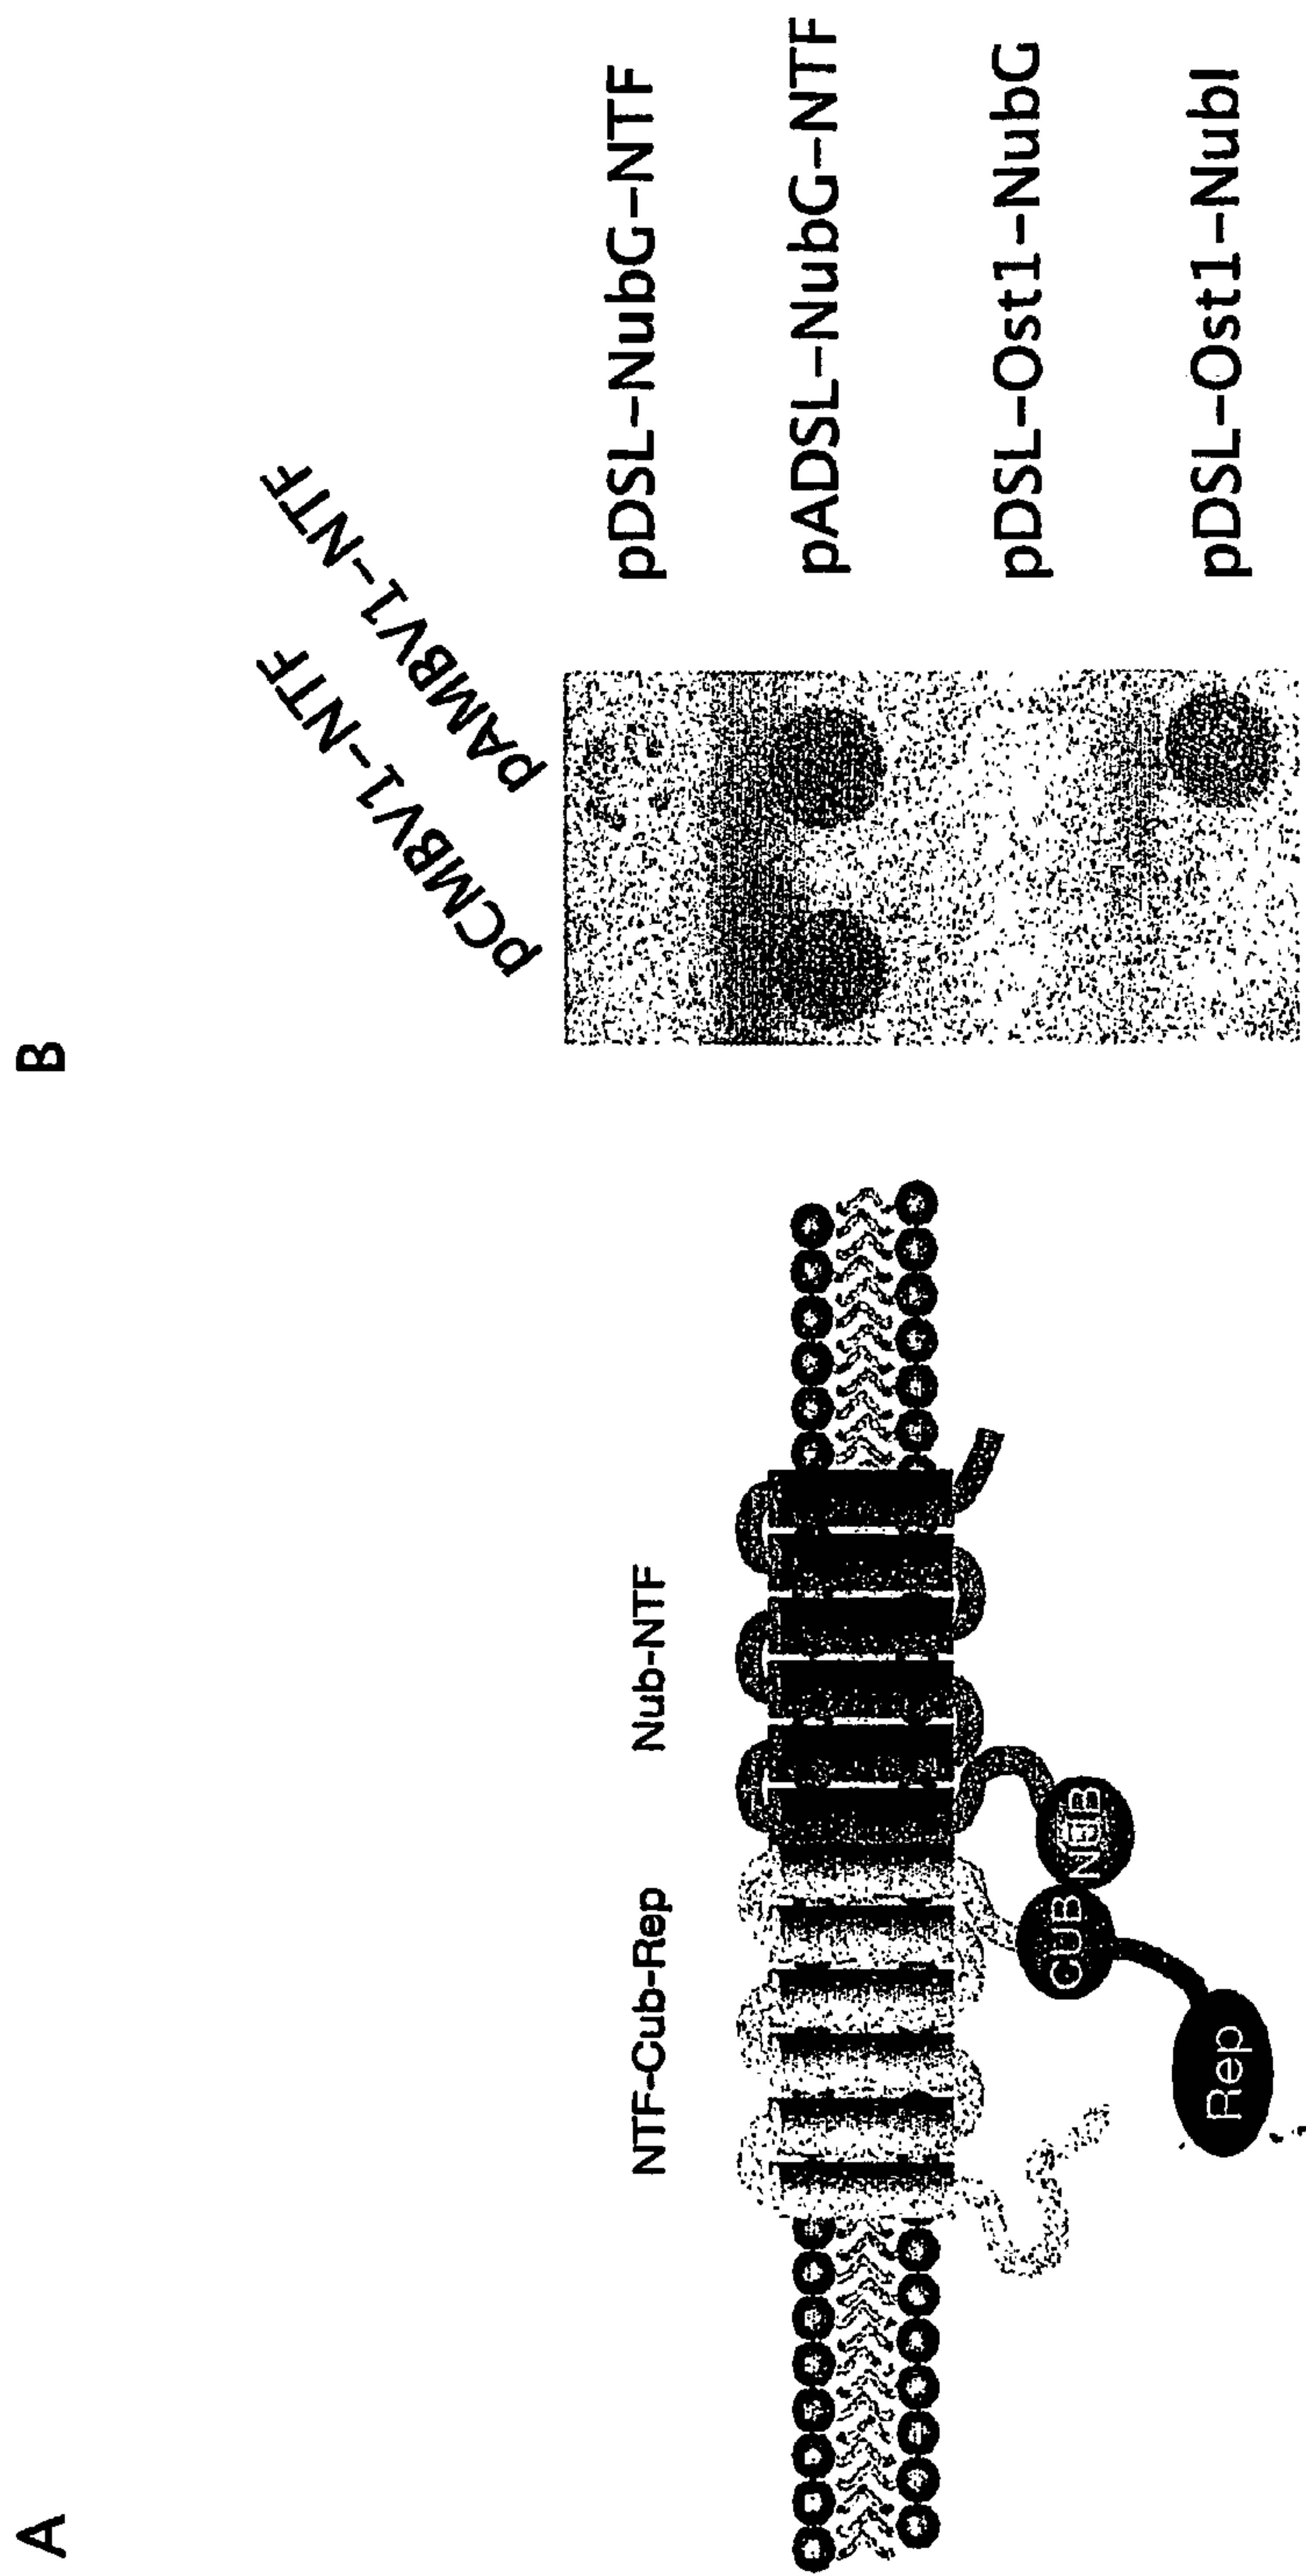 A
NTF-Cub-Rep
Nub-NTF
CUB
NUB
Rep
B
pCMBV1-NTF
pAMBV1-NTF
pDSL-NubG-NTF
pADSL-NubG-NTF
pDSL-Ost1-NubG
pDSL-Ost1-NubI